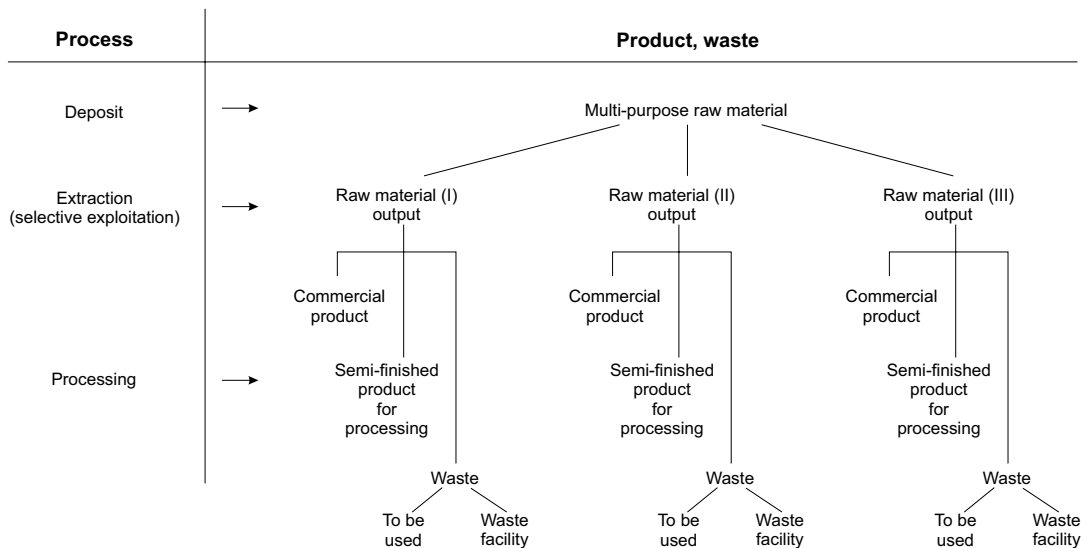 Process
Product, waste
Deposit
Multi-purpose raw material
Extraction
(selective exploitation)
Raw material (I)
output
Raw material (II)
output
Raw material (III)
output
Commercial
product
Commercial
product
Commercial
product
Processing
Semi-finished
product
for
processing
Semi-finished
product
for
processing
Semi-finished
product
for
processing
Waste
Waste
Waste
To be
used
Waste
facility
To be
used
Waste
facility
To be
used
Waste
facility